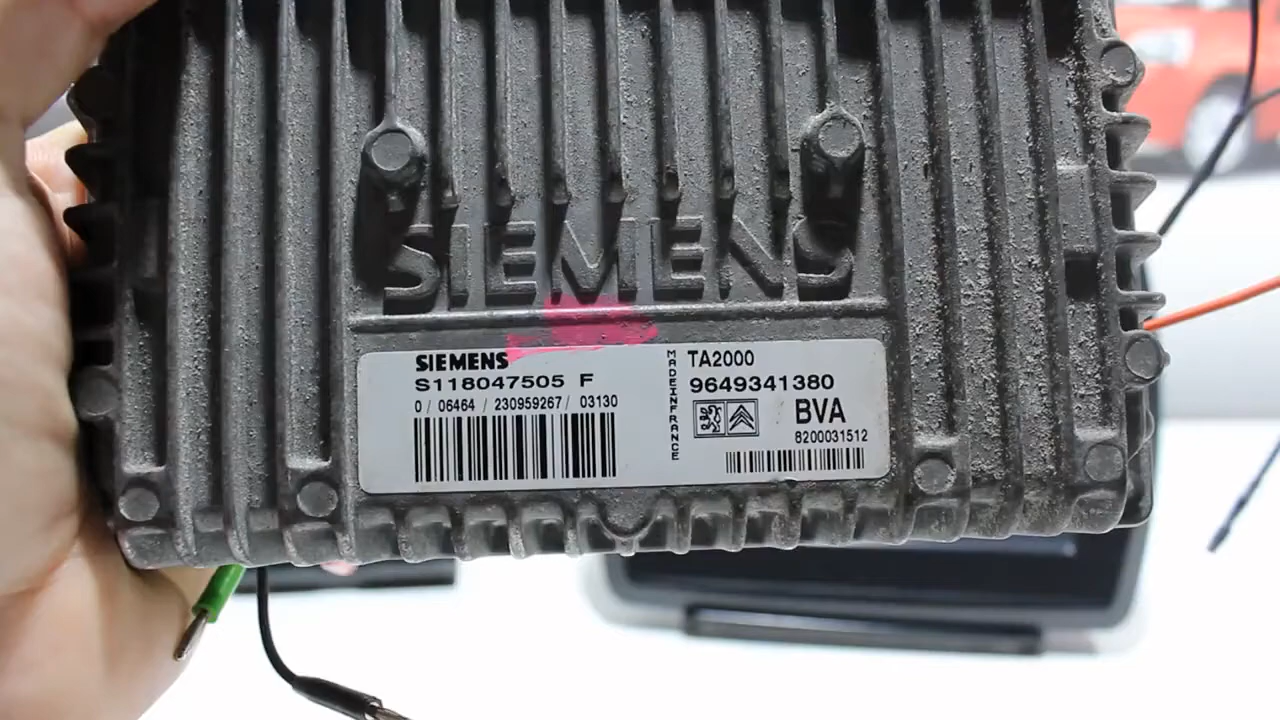 SIEMENS
SIEMENS
S118047505 F
0 / 06464 / 230959267 / 03130
MADE IN FRANCE
TA2000
9649341380
BVA
8200031512